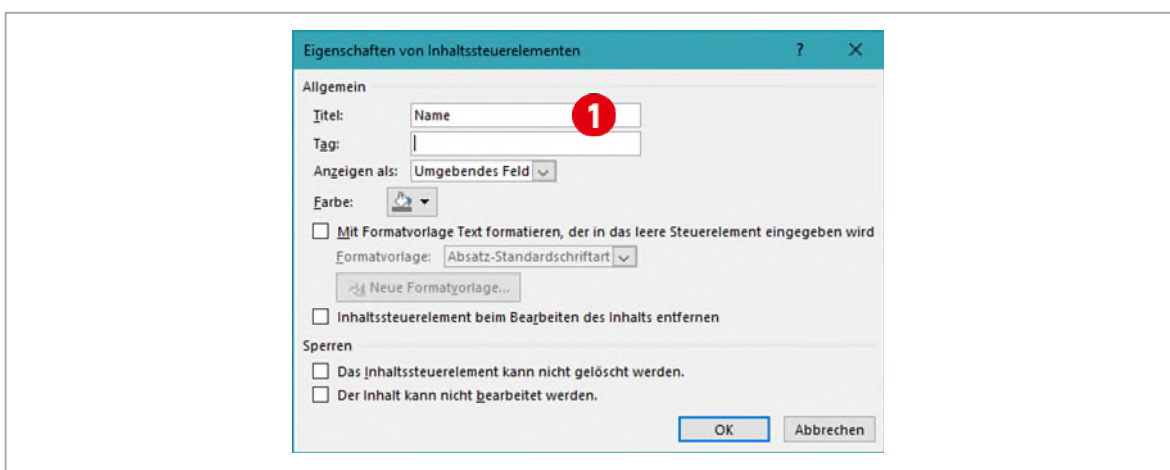 Eigenschaften von Inhaltssteuerelementen ? ×
Allgemein
Titel: Name 1
Tag:
Anzeigen als: Umgebendes Feld
Farbe:
Mit Formatvorlage Text formatieren, der in das leere Steuerelement eingegeben wird
Formatvorlage: Absatz-Standardschriftart
Neue Formatvorlage...
Inhaltssteuerelement beim Bearbeiten des Inhalts entfernen
Sperren
Das Inhaltssteuerelement kann nicht gelöscht werden.
Der Inhalt kann nicht bearbeitet werden.
OK Abbrechen